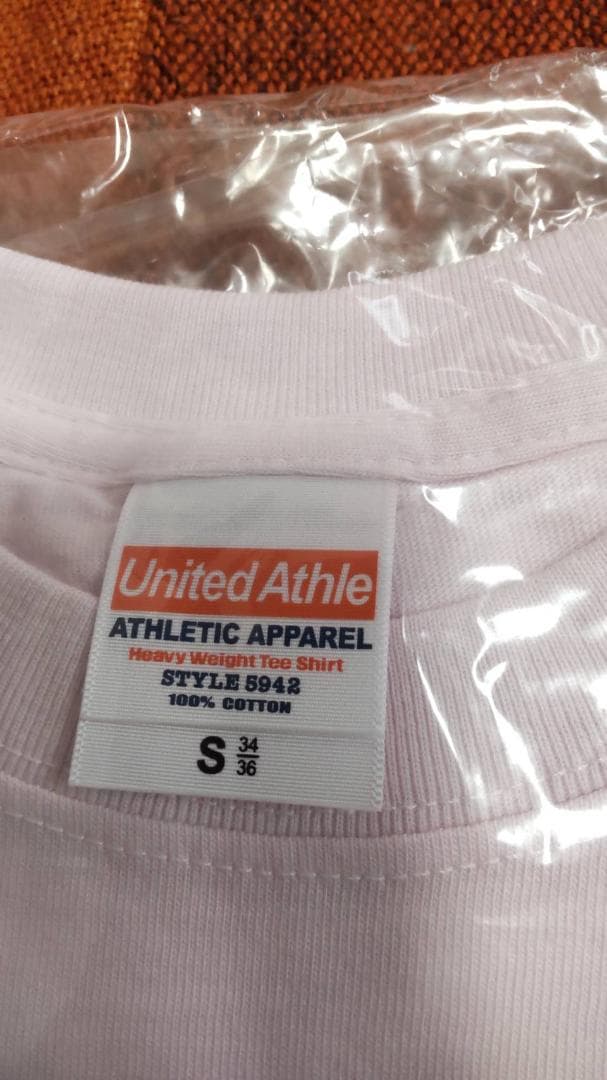 United Athle
ATHLETIC APPAREL
Heavy Weight Tee Shirt
STYLE 5942
100% COTTON
S 34
36